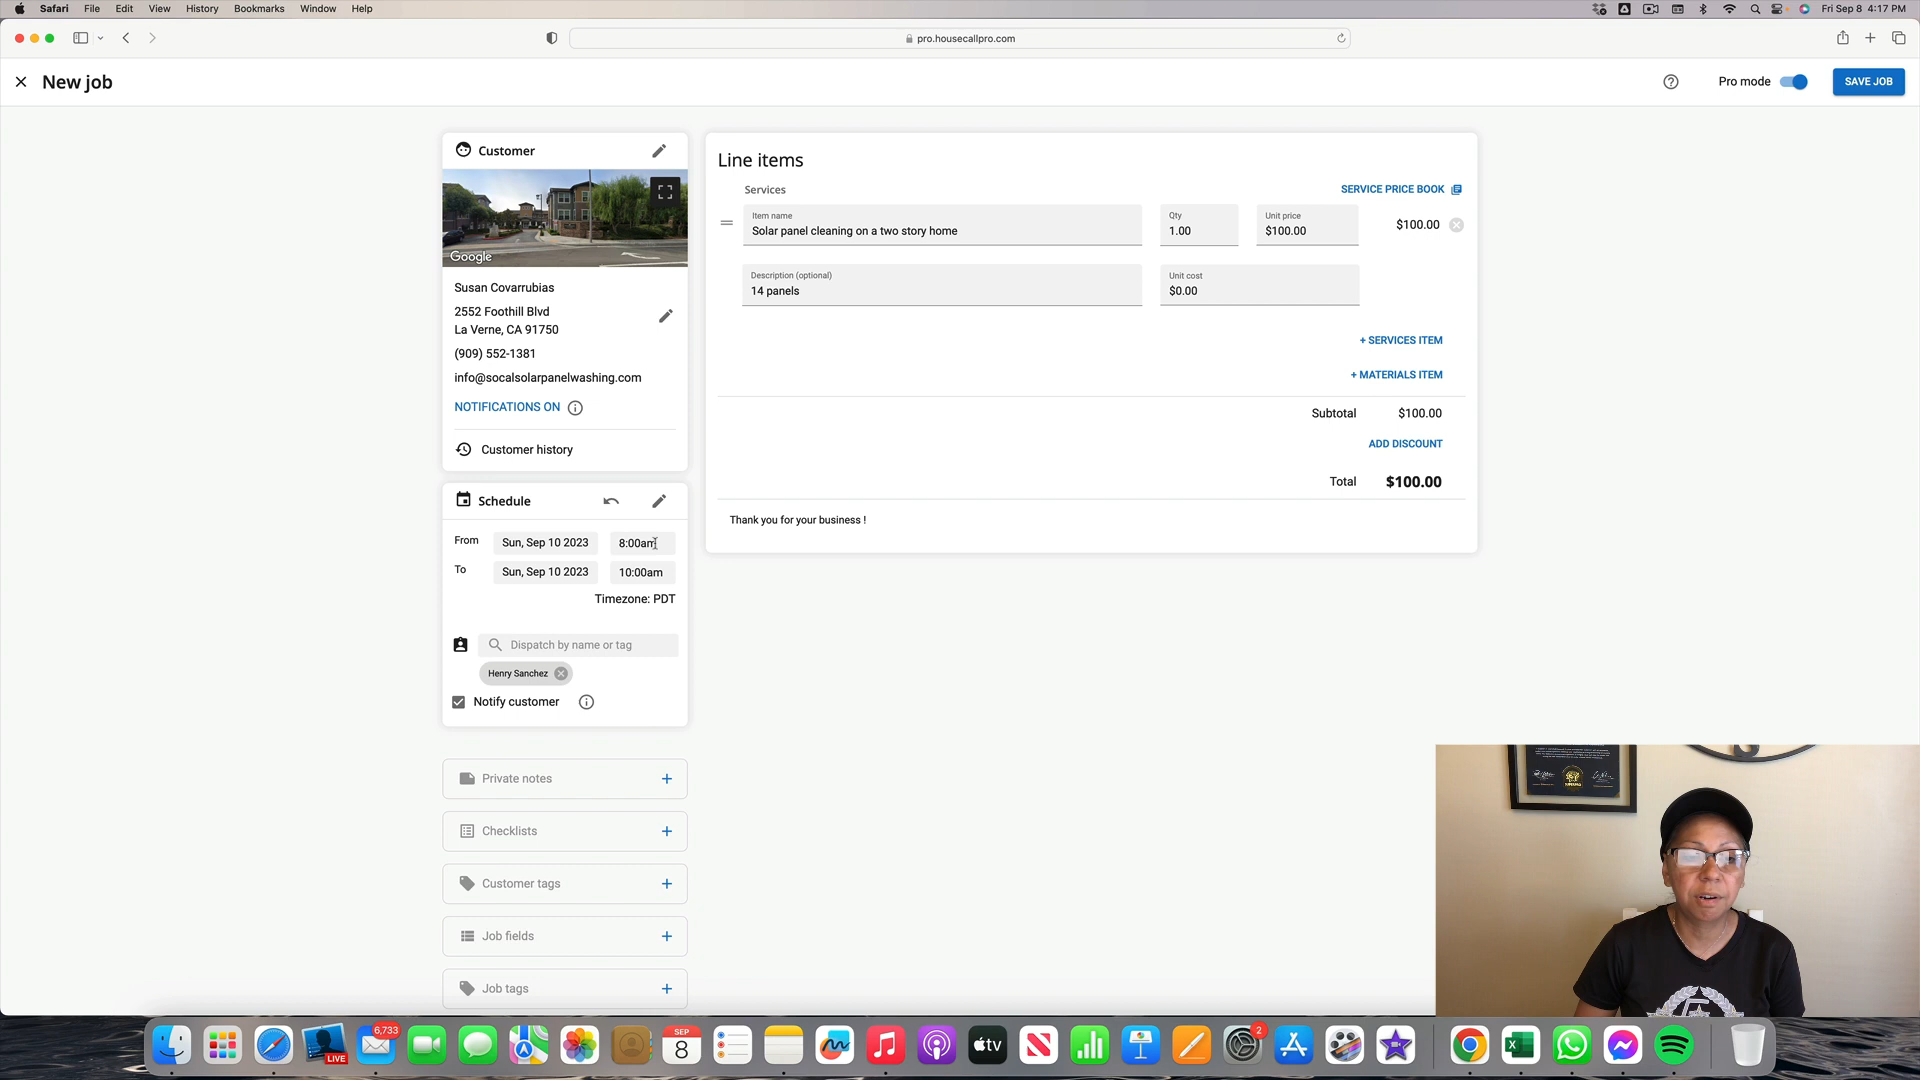 Safari File Edit View History Bookmarks Window Help
Fri Sep 8 4:17 PM
pro.housecallpro.com
New job
Pro mode
SAVE JOB
Customer
Google
Susan Covarrubias
2552 Foothill Blvd
La Verne, CA 91750
(909) 552-1381
info@socalsolarpanelwashing.com
NOTIFICATIONS ON
Customer history
Schedule
From Sun, Sep 10 2023 8:00am
To Sun, Sep 10 2023 10:00am
Timezone: PDT
Dispatch by name or tag
Henry Sanchez
Notify customer
Private notes
Checklists
Customer tags
Job fields
Job tags
Line items
Services
SERVICE PRICE BOOK
Item name
Solar panel cleaning on a two story home
Qty
1.00
Unit price
$100.00
$100.00
Description (optional)
14 panels
Unit cost
$0.00
+ SERVICES ITEM
+ MATERIALS ITEM
Subtotal $100.00
ADD DISCOUNT
Total $100.00
Thank you for your business !
LIVE
6,733
SEP
8
tv
2